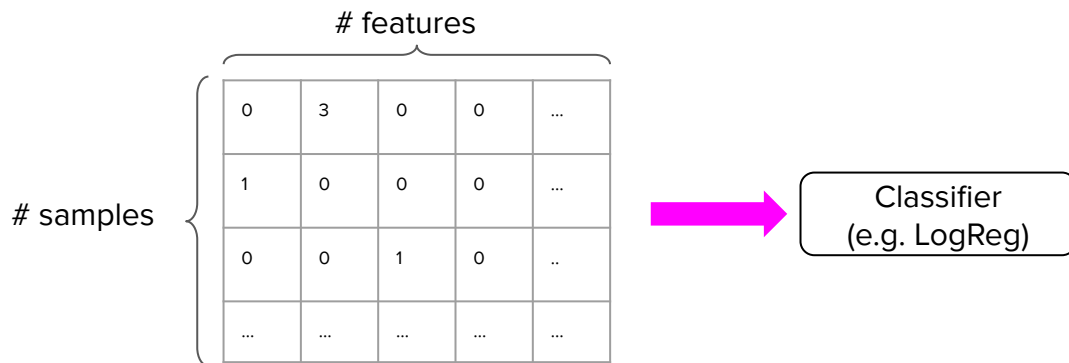 # features
0 3 0 0 ...
1 0 0 0 ...
# samples
0 0 1 0 ..
... ... ... ... ...
Classifier
(e.g. LogReg)